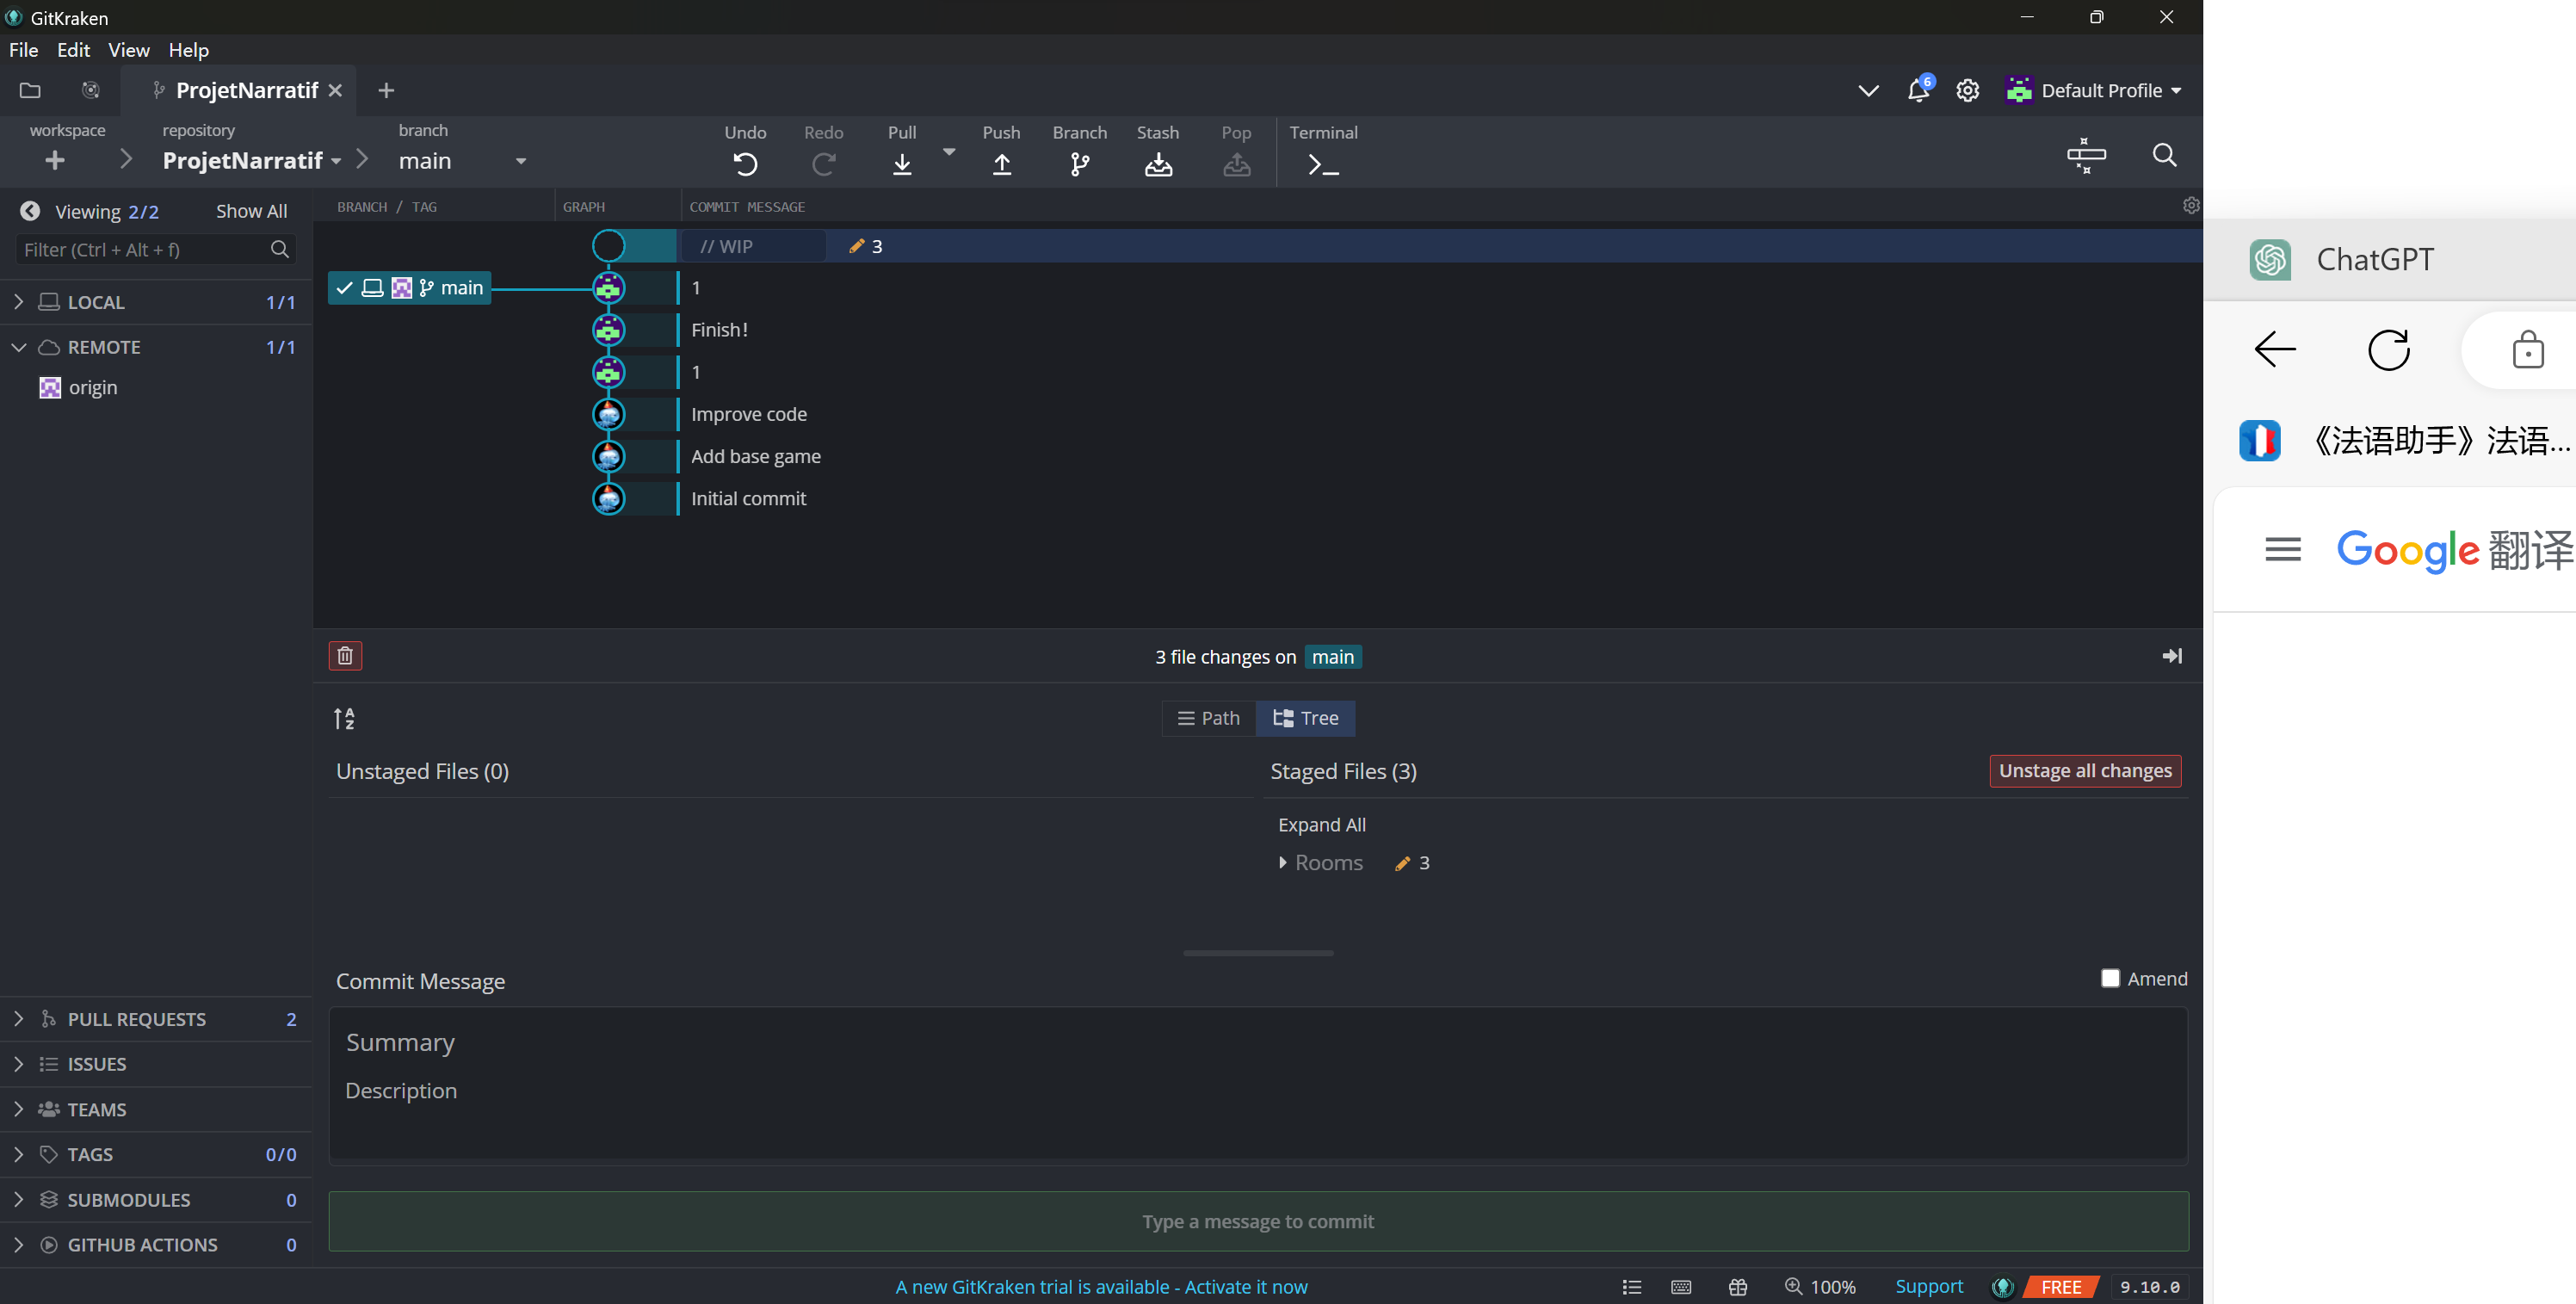 GitKraken
File Edit View Help
ProjetNarratif
6
Default Profile
workspace repository branch
ProjetNarratif main
Undo Redo Pull Push Branch Stash Pop Terminal
Viewing 2/2 Show All
Filter (Ctrl + Alt + f)
LOCAL 1/1
REMOTE 1/1
origin
PULL REQUESTS 2
ISSUES
TEAMS
TAGS 0/0
SUBMODULES 0
GITHUB ACTIONS 0
BRANCH / TAG GRAPH COMMIT MESSAGE
// WIP 3
main 1
Finish!
1
Improve code
Add base game
Initial commit
3 file changes on main
A
Z
Path Tree
Unstaged Files (0)
Staged Files (3) Unstage all changes
Expand All
Rooms 3
Commit Message Amend
Summary
Description
Type a message to commit
A new GitKraken trial is available - Activate it now
100% Support FREE 9.10.0
ChatGPT
《法语助手》法语...
Google 翻译